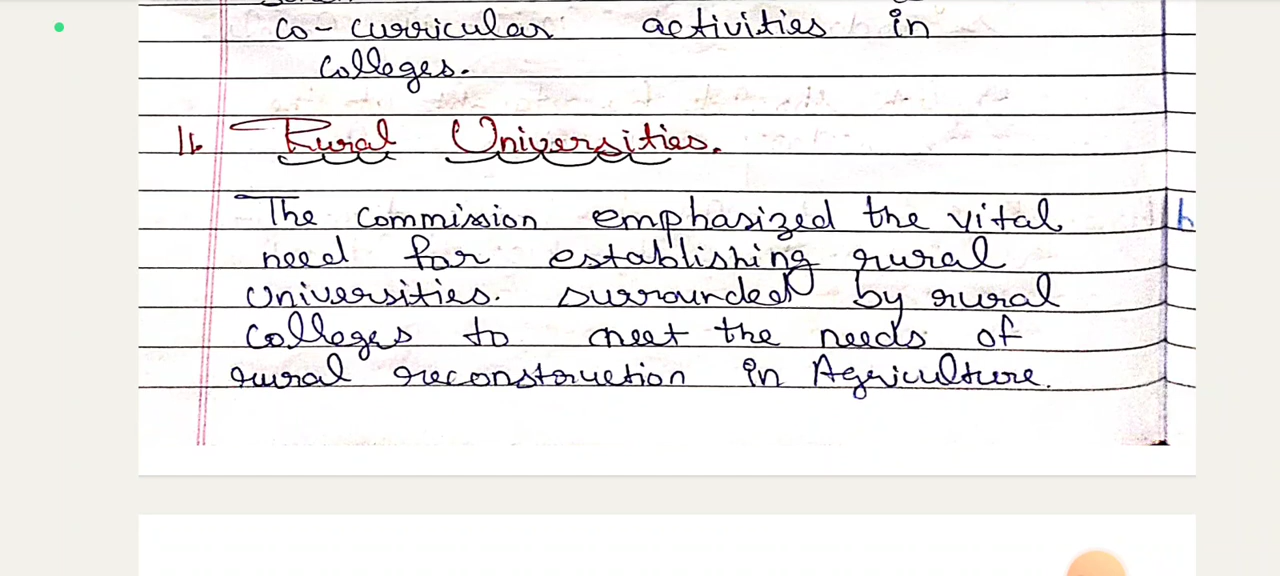 co-curricular activities in
colleges.
16 Rural Universities.
The commission emphasized the vital
need for establishing rural
Universities. surrounded by rural
colleges to meet the needs of
rural reconstruction in Agriculture.
h